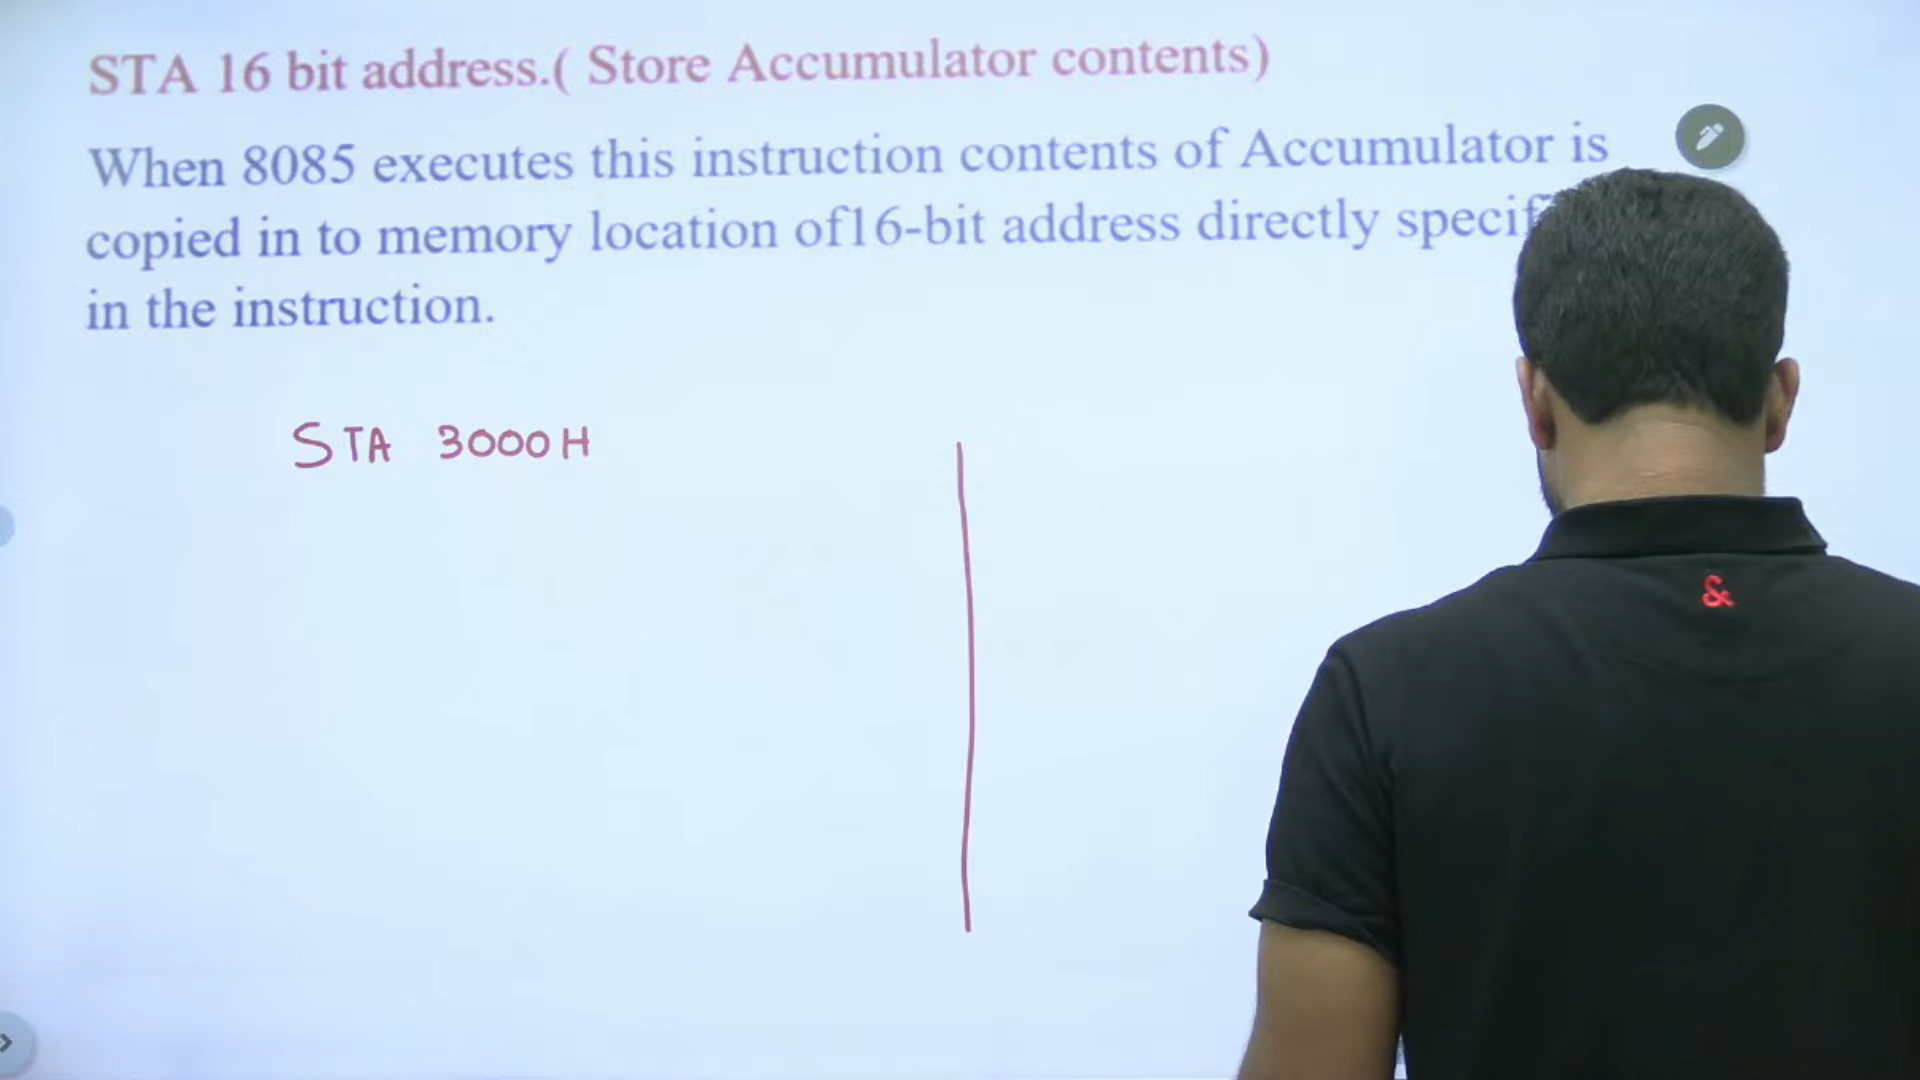 STA 16 bit address.( Store Accumulator contents)
When 8085 executes this instruction contents of Accumulator is
copied in to memory location of16-bit address directly
in the instruction.
STA 3000H
&